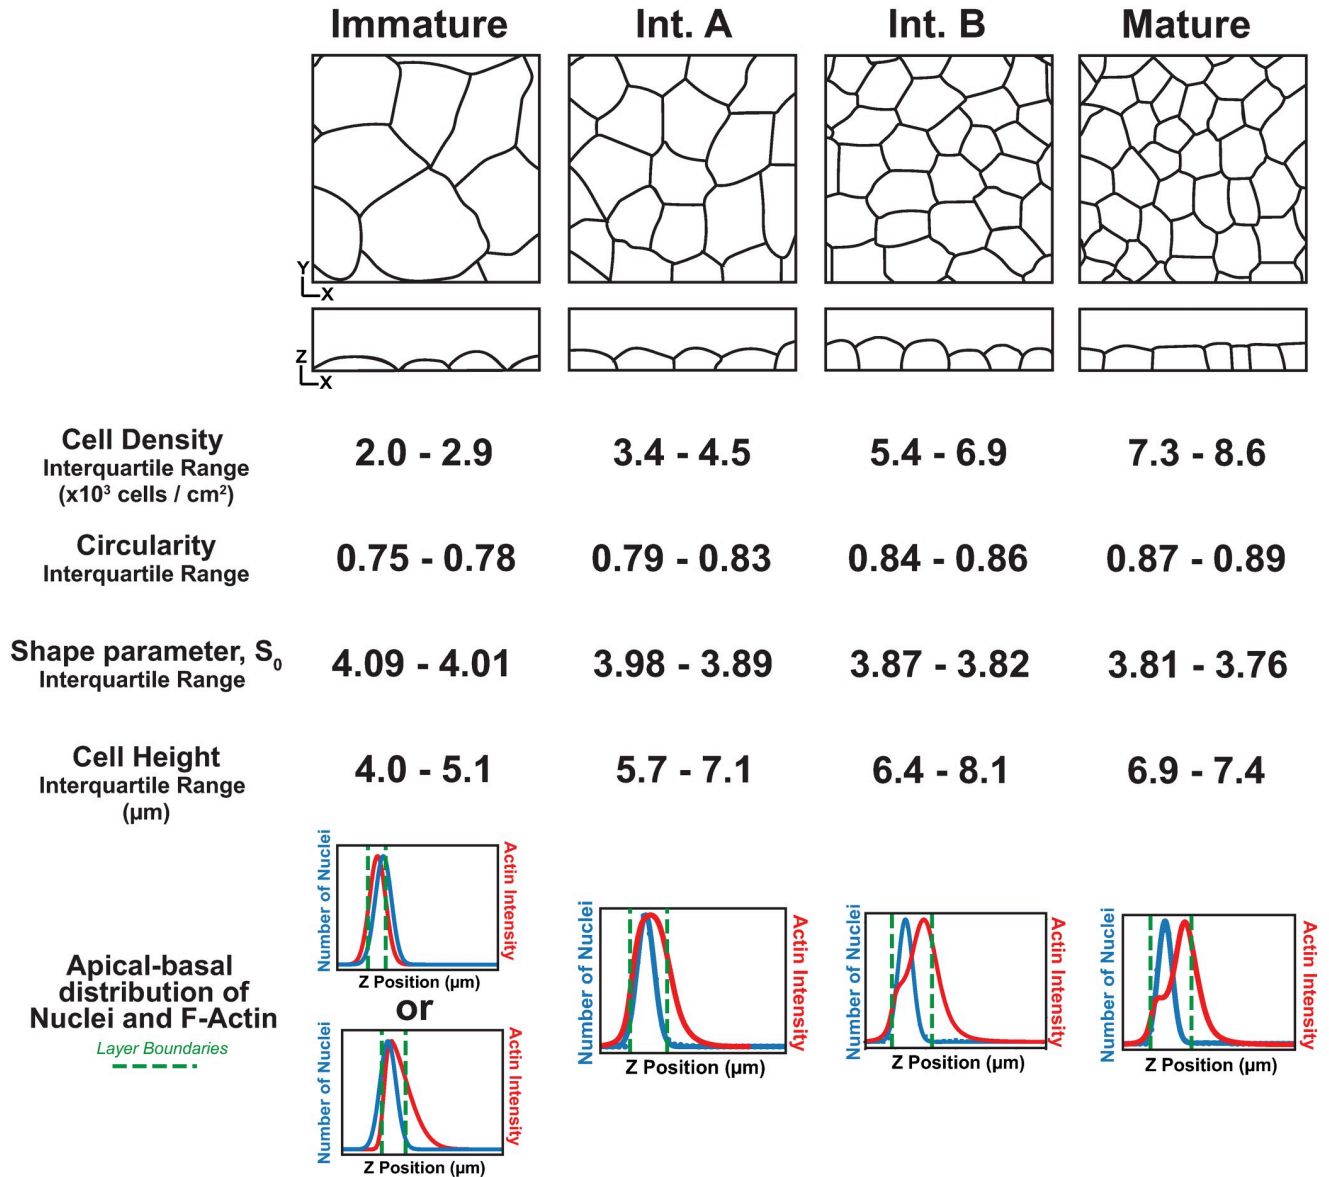 Immature Int. A Int. B Mature
Y
X
Z
X
Cell Density
Interquartile Range
(x10³ cells / cm²)
2.0 - 2.9 3.4 - 4.5 5.4 - 6.9 7.3 - 8.6
Circularity
Interquartile Range
0.75 - 0.78 0.79 - 0.83 0.84 - 0.86 0.87 - 0.89
Shape parameter, S₀
Interquartile Range
4.09 - 4.01 3.98 - 3.89 3.87 - 3.82 3.81 - 3.76
Cell Height
Interquartile Range
(µm)
4.0 - 5.1 5.7 - 7.1 6.4 - 8.1 6.9 - 7.4
Apical-basal
distribution of
Nuclei and F-Actin
Layer Boundaries
Number of Nuclei
Actin Intensity
Z Position (µm)
or
Number of Nuclei
Actin Intensity
Z Position (µm)
Number of Nuclei
Actin Intensity
Z Position (µm)
Number of Nuclei
Actin Intensity
Z Position (µm)
Number of Nuclei
Actin Intensity
Z Position (µm)